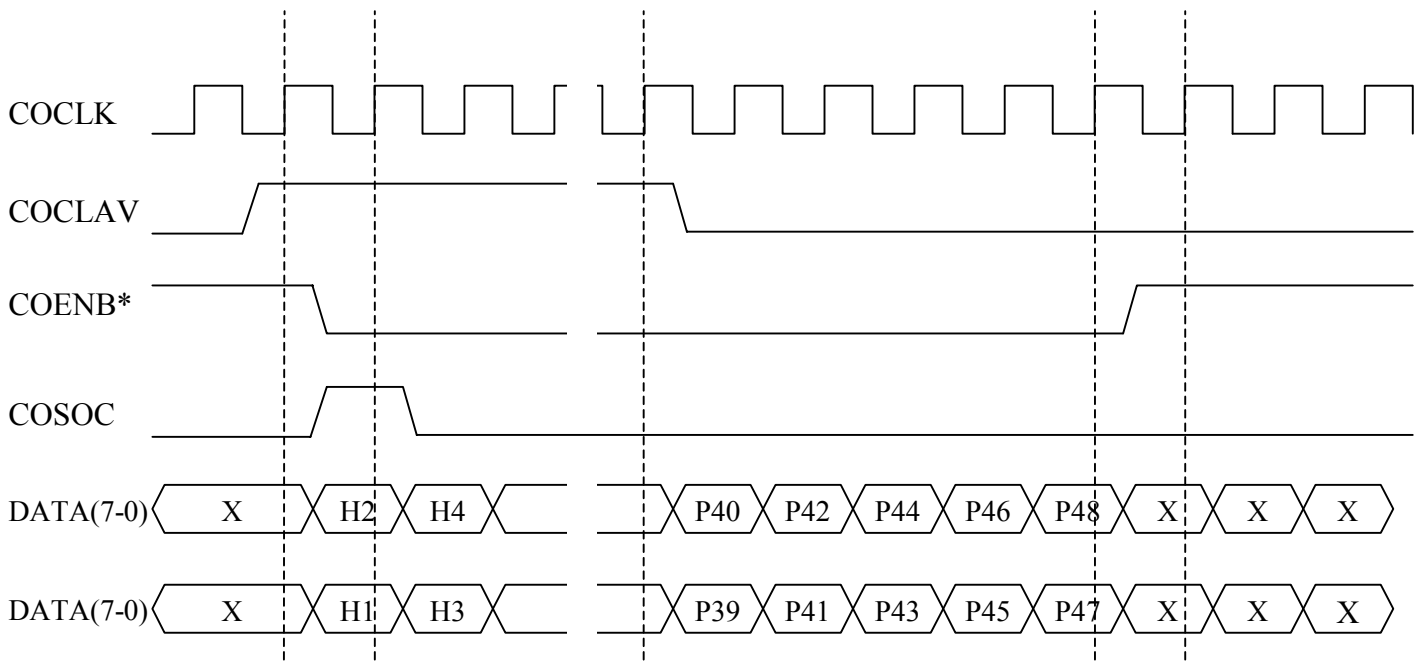 COCLK
COCLAV
COENB*
COSOC
DATA(7-0) X H2 H4 P40 P42 P44 P46 P48 X X X
DATA(7-0) X H1 H3 P39 P41 P43 P45 P47 X X X